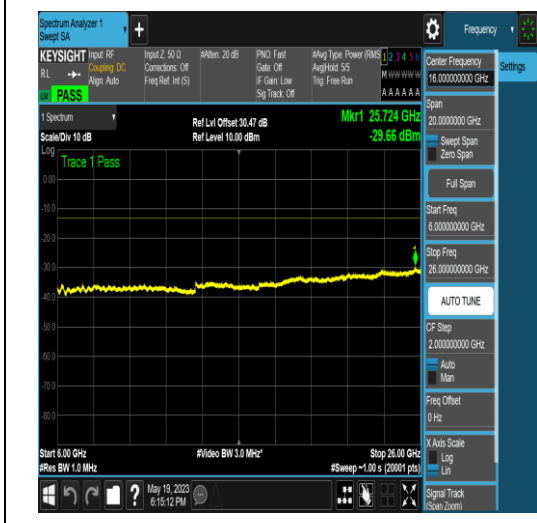 Spectrum Analyzer 1
Swept SA
+
Frequency
KEYSIGHT
RL
PASS
Input: RF
Coupling: DC
Align: Auto
Input Z: 50 Ω
Corrections: Off
Freq Ref: Int (S)
#Atten: 20 dB
PNO: Fast
Gate: Off
IF Gain: Low
Sig Track: Off
#Avg Type: Power (RMS
Avg|Hold: 5/5
Trig: Free Run
1 2 3 4 5 6
M W W W W W
A A A A A A
1 Spectrum
Scale/Div 10 dB
Ref Lvl Offset 30.47 dB
Ref Level 10.00 dBm
Mkr1 25.724 GHz
-29.66 dBm
Log
Trace 1 Pass
0.00
-10.0
-20.0
-30.0
-40.0
-50.0
-60.0
-70.0
-80.0
1
Start 6.00 GHz
#Res BW 1.0 MHz
#Video BW 3.0 MHz*
Stop 26.00 GHz
#Sweep ~1.00 s (20001 pts)
?
May 19, 2023
6:15:12 PM
Center Frequency
16.000000000 GHz
Settings
Span
20.0000000 GHz
Swept Span
Zero Span
Full Span
Start Freq
6.000000000 GHz
Stop Freq
26.000000000 GHz
AUTO TUNE
CF Step
2.000000000 GHz
Auto
Man
Freq Offset
0 Hz
X Axis Scale
Log
Lin
Signal Track
(Span Zoom)